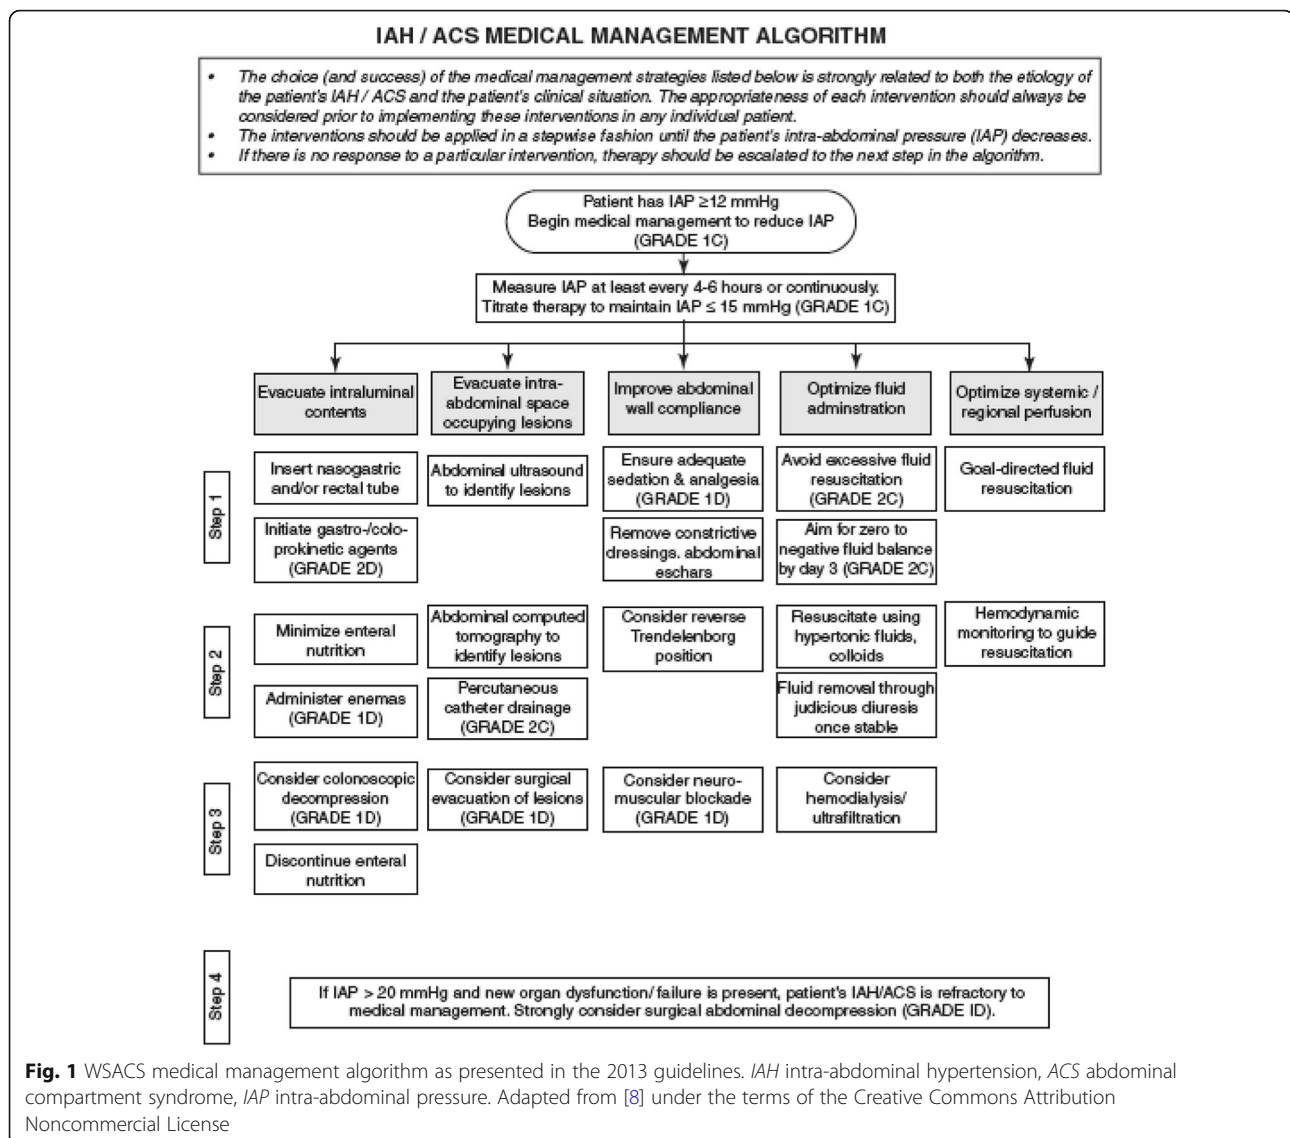 IAH / ACS MEDICAL MANAGEMENT ALGORITHM
• The choice (and success) of the medical management strategies listed below is strongly related to both the etiology of
the patient's IAH / ACS and the patient's clinical situation. The appropriateness of each intervention should always be
considered prior to implementing these interventions in any individual patient.
• The interventions should be applied in a stepwise fashion until the patient's intra-abdominal pressure (IAP) decreases.
• If there is no response to a particular intervention, therapy should be escalated to the next step in the algorithm.
Patient has IAP ≥12 mmHg
Begin medical management to reduce IAP
(GRADE 1C)
Measure IAP at least every 4-6 hours or continuously.
Titrate therapy to maintain IAP ≤ 15 mmHg (GRADE 1C)
Evacuate intraluminal
contents
Evacuate intra-
abdominal space
occupying lesions
Improve abdominal
wall compliance
Optimize fluid
adminstration
Optimize systemic /
regional perfusion
Step 1
Insert nasogastric
and/or rectal tube
Initiate gastro-/colo-
prokinetic agents
(GRADE 2D)
Abdominal ultrasound
to identify lesions
Ensure adequate
sedation & analgesia
(GRADE 1D)
Remove constrictive
dressings. abdominal
eschars
Avoid excessive fluid
resuscitation
(GRADE 2C)
Aim for zero to
negative fluid balance
by day 3 (GRADE 2C)
Goal-directed fluid
resuscitation
Step 2
Minimize enteral
nutrition
Administer enemas
(GRADE 1D)
Abdominal computed
tomography to
identify lesions
Percutaneous
catheter drainage
(GRADE 2C)
Consider reverse
Trendelenborg
position
Resuscitate using
hypertonic fluids,
colloids
Fluid removal through
judicious diuresis
once stable
Hemodynamic
monitoring to guide
resuscitation
Step 3
Consider colonoscopic
decompression
(GRADE 1D)
Discontinue enteral
nutrition
Consider surgical
evacuation of lesions
(GRADE 1D)
Consider neuro-
muscular blockade
(GRADE 1D)
Consider
hemodialysis/
ultrafiltration
Step 4
If IAP > 20 mmHg and new organ dysfunction/ failure is present, patient's IAH/ACS is refractory to
medical management. Strongly consider surgical abdominal decompression (GRADE ID).
Fig. 1 WSACS medical management algorithm as presented in the 2013 guidelines. IAH intra-abdominal hypertension, ACS abdominal
compartment syndrome, IAP intra-abdominal pressure. Adapted from [8] under the terms of the Creative Commons Attribution
Noncommercial License